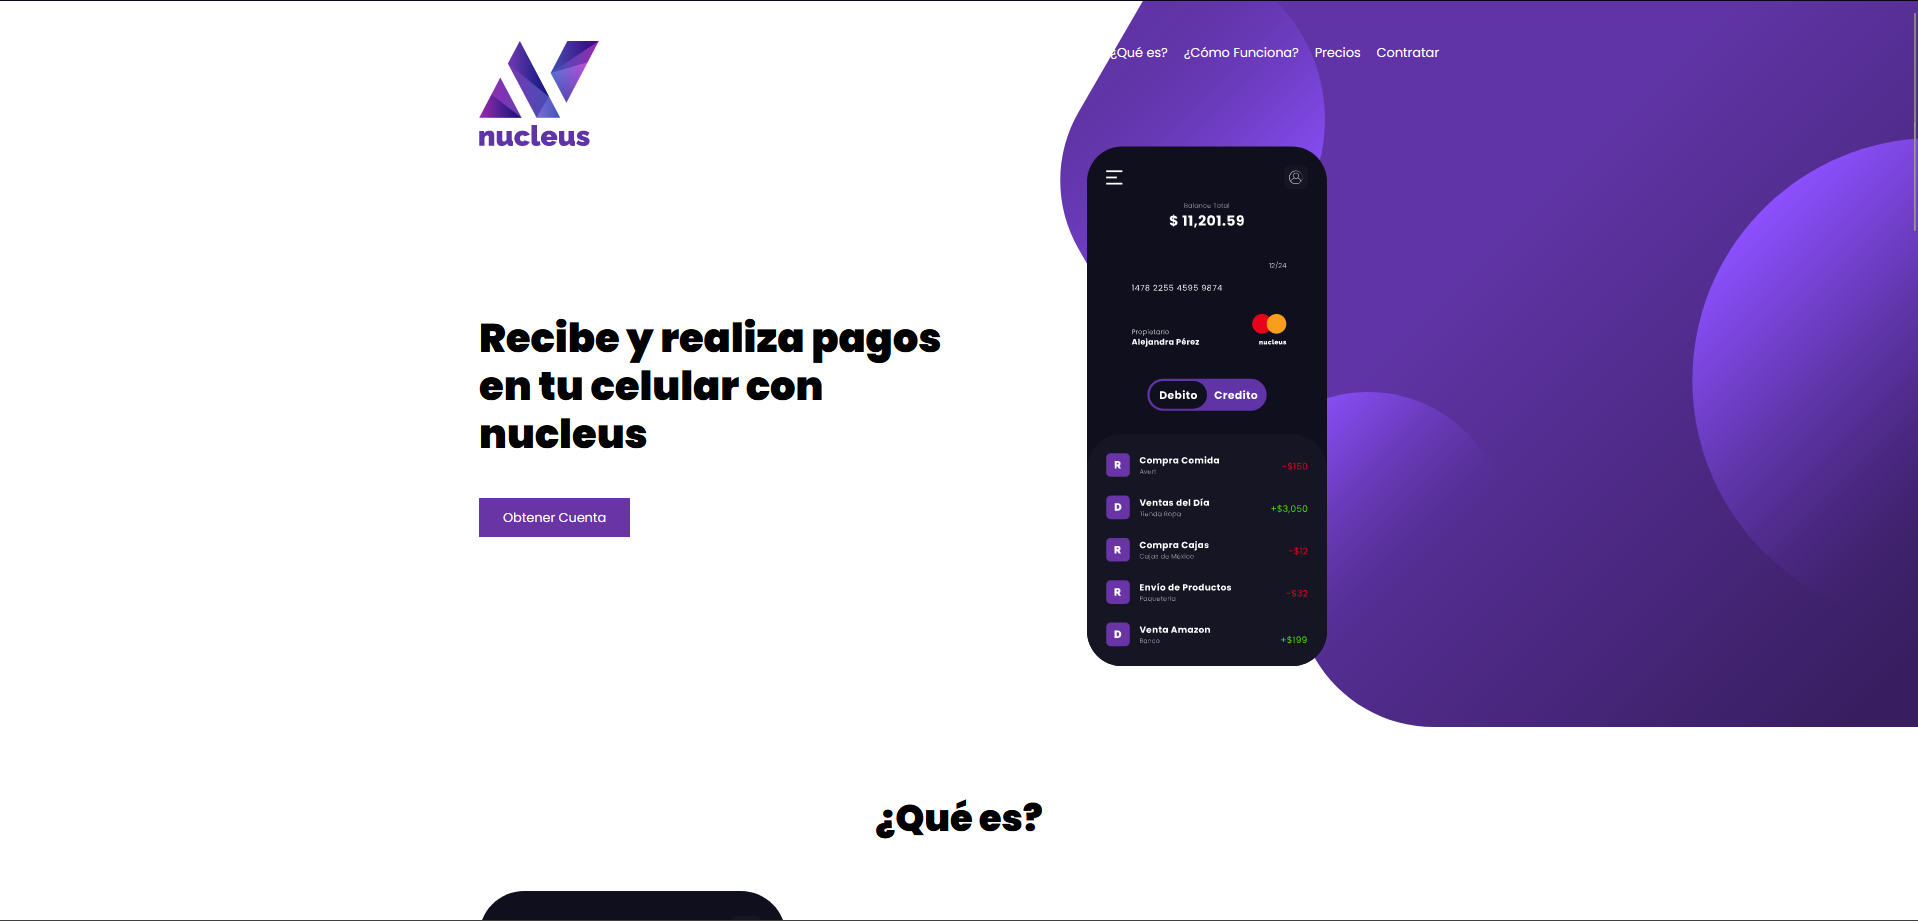 ¿Qué es? ¿Cómo Funciona? Precios Contratar
nucleus
Recibe y realiza pagos
en tu celular con
nucleus
Obtener Cuenta
Balance Total
$ 11,201.59
12/24
1478 2255 4595 9874
Propietario
Alejandra Pérez
nucleus
Debito Credito
R Compra Comida -$150
Avert
D Ventas del Día +$3,050
Tienda Ropa
R Compra Cajas -$12
Cajas de México
R Envío de Productos -$32
Paquetería
D Venta Amazon +$199
Banco
¿Qué es?